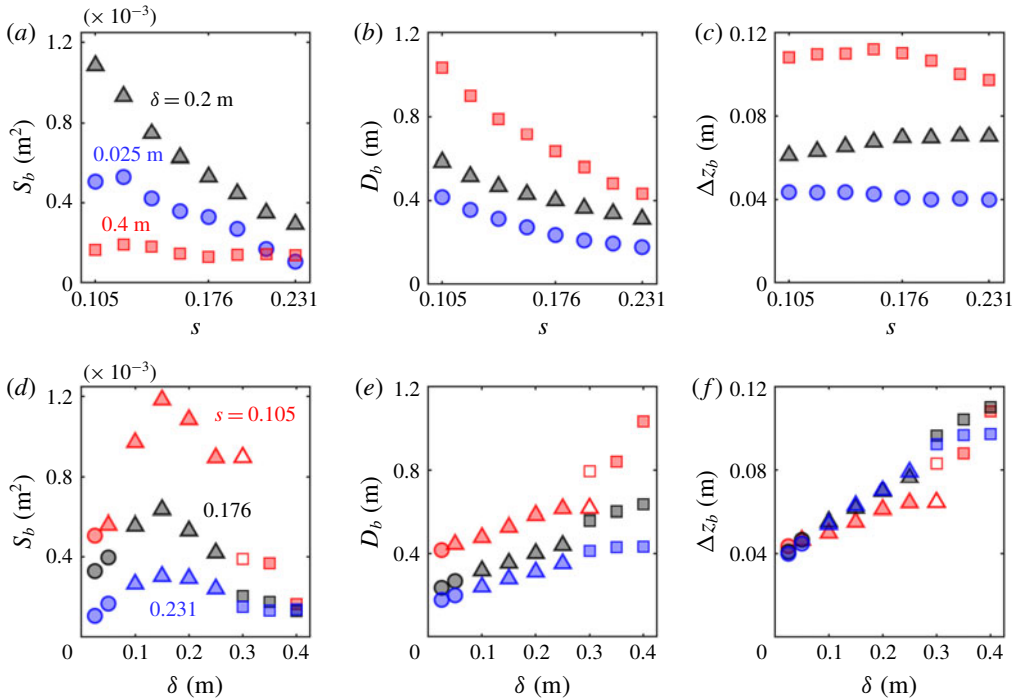 (a)
(× 10⁻³)
1.2
0.8
0.4
0
S_b (m²)
δ = 0.2 m
0.025 m
0.4 m
0.105
0.176
0.231
s
(b)
1.2
0.8
0.4
0
D_b (m)
0.105
0.176
0.231
s
(c)
0.12
0.08
0.04
0
Δz_b (m)
0.105
0.176
0.231
s
(d)
(× 10⁻³)
1.2
0.8
0.4
S_b (m²)
s = 0.105
0.176
0.231
0
0.1
0.2
0.3
0.4
δ (m)
(e)
1.2
0.8
0.4
D_b (m)
0
0.1
0.2
0.3
0.4
δ (m)
(f)
0.12
0.08
0.04
Δz_b (m)
0
0.1
0.2
0.3
0.4
δ (m)